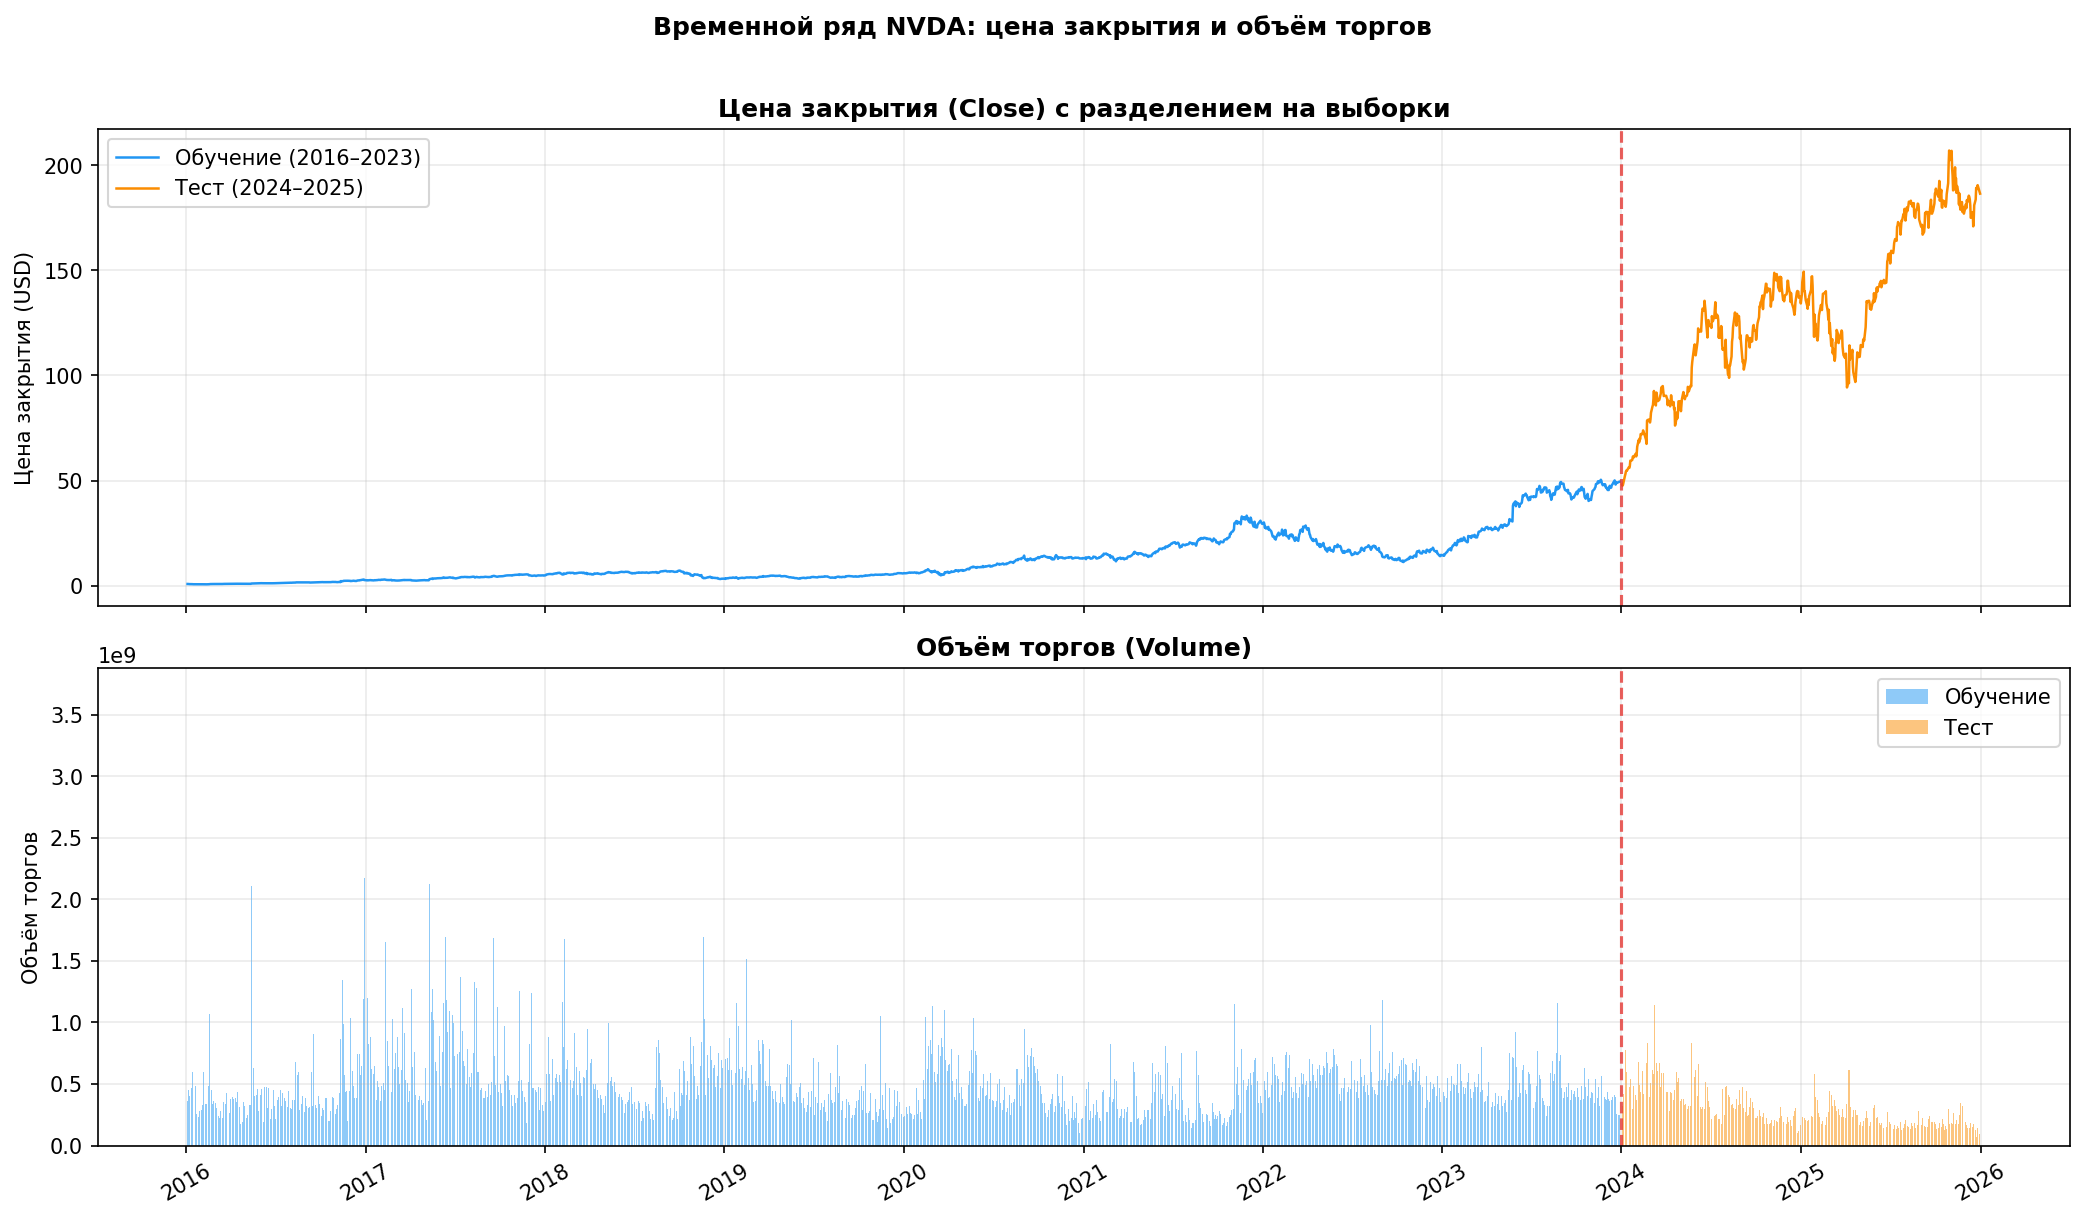 Временной ряд NVDA: цена закрытия и объём торгов
Цена закрытия (Close) с разделением на выборки
Обучение (2016–2023)
Тест (2024–2025)
Цена закрытия (USD)
200
150
100
50
0
Объём торгов (Volume)
1e9
Обучение
Тест
Объём торгов
3.5
3.0
2.5
2.0
1.5
1.0
0.5
0.0
2016 2017 2018 2019 2020 2021 2022 2023 2024 2025 2026